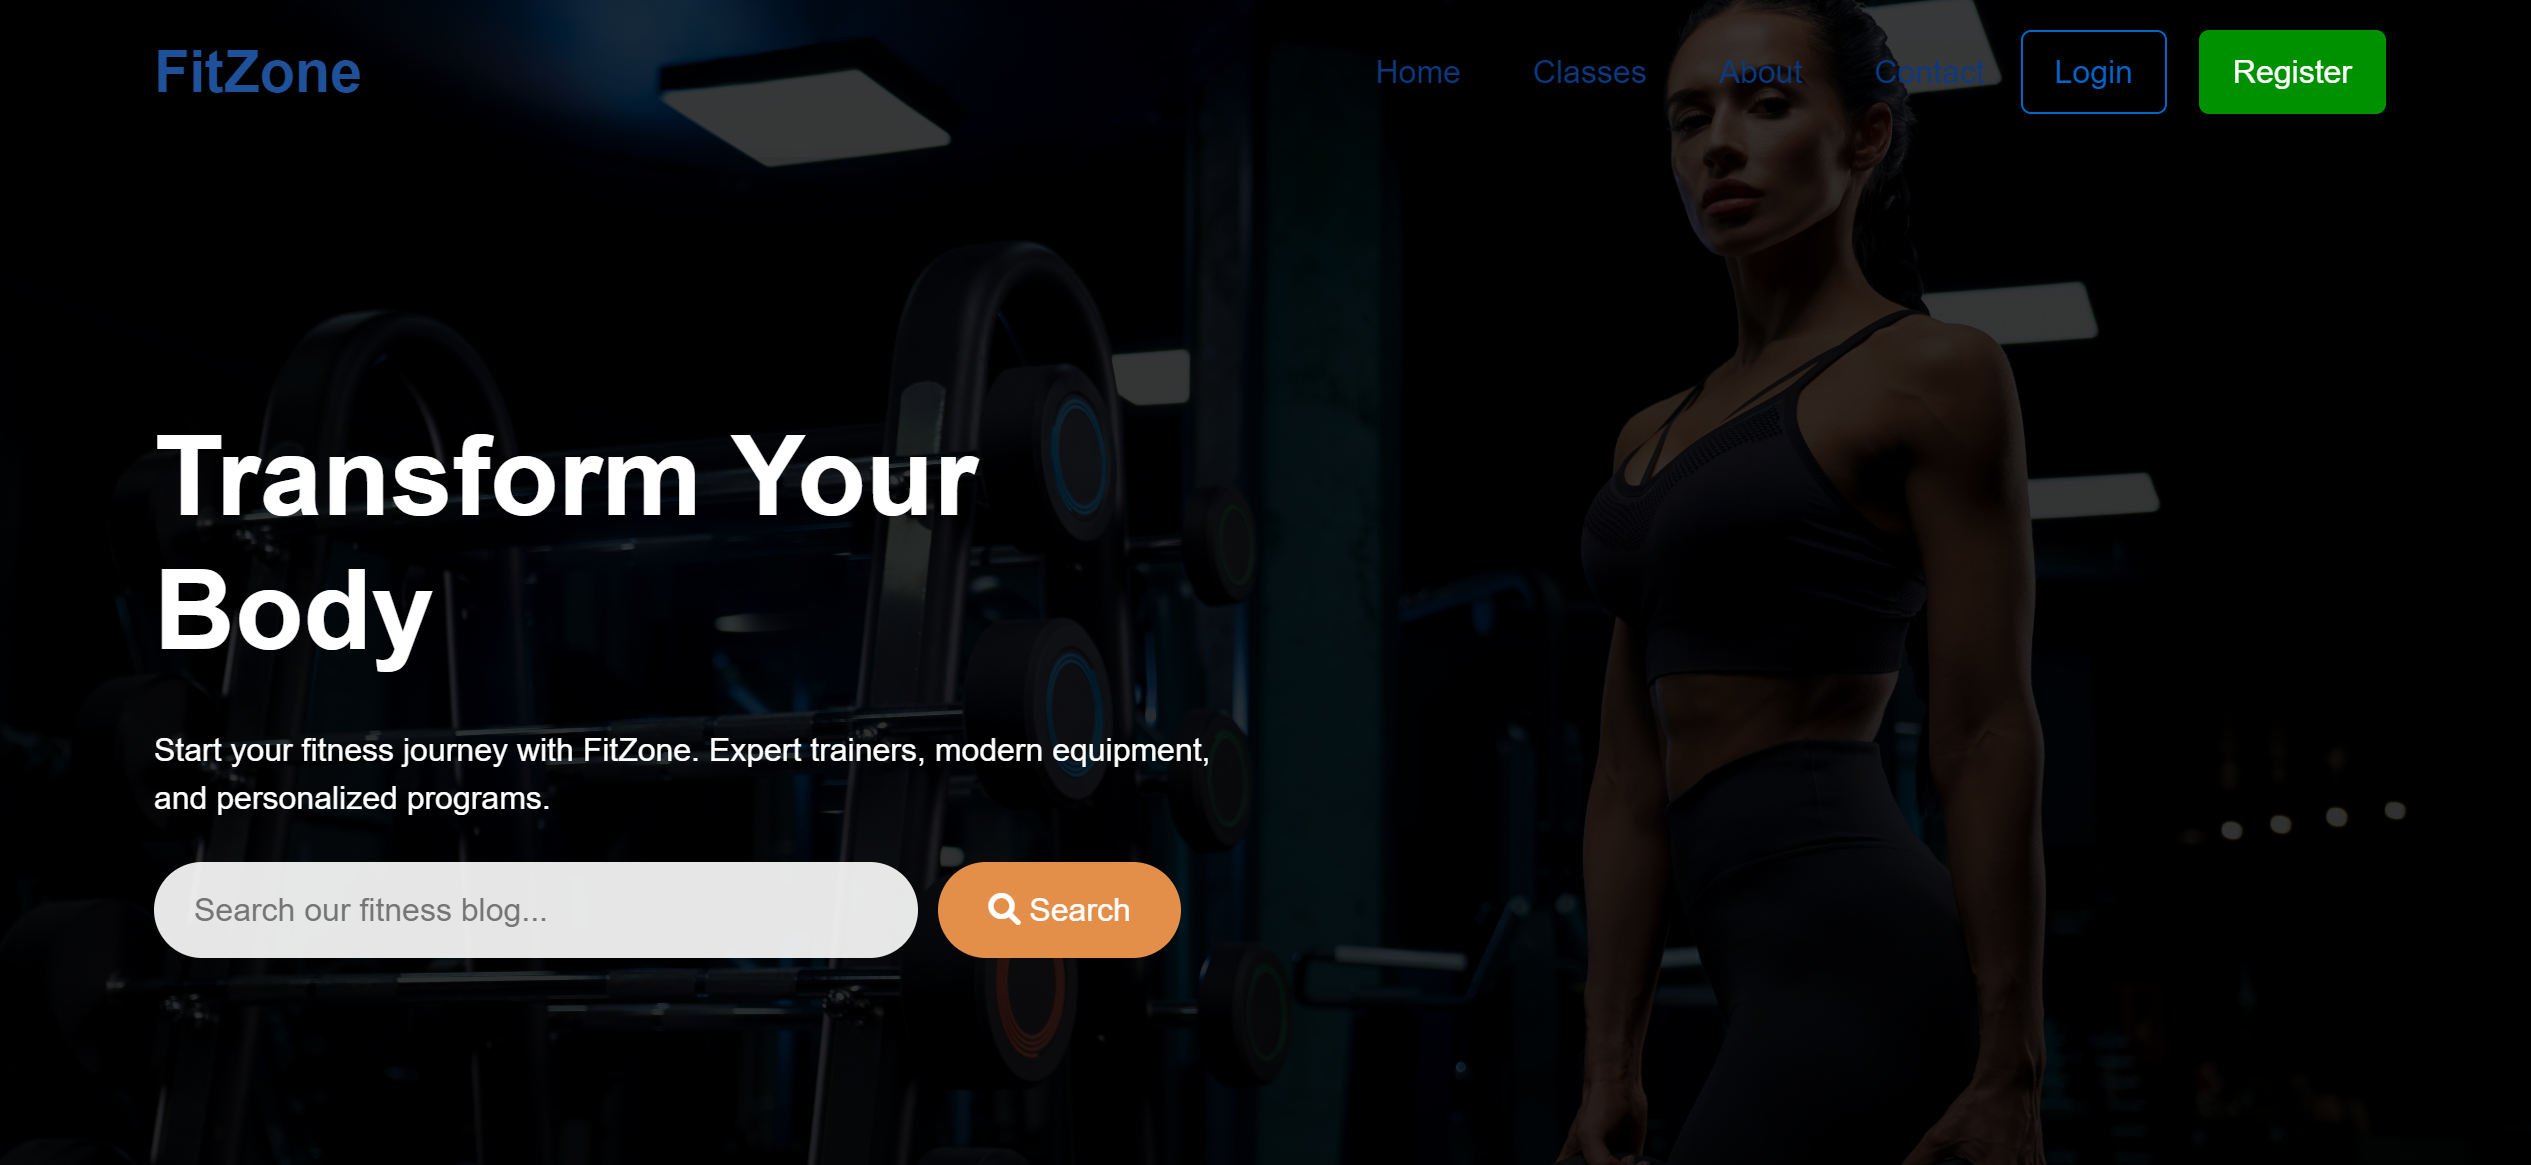 FitZone
Home Classes About Contact Login Register
Transform Your
Body
Start your fitness journey with FitZone. Expert trainers, modern equipment,
and personalized programs.
Search our fitness blog...
Search